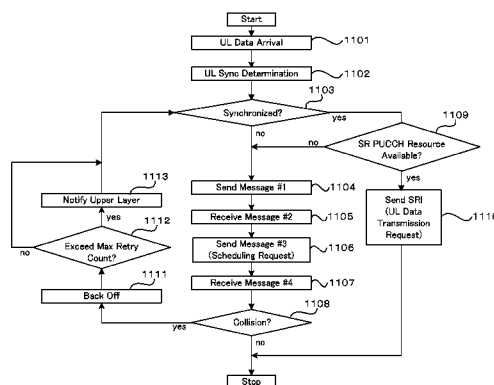 Start
UL Data Arrival
1101
UL Sync Determination
1102
1103
Synchronized?
yes
1109
no
no
SR PUCCH Resource
Available?
1113
Notify Upper Layer
Send Message #1
1104
yes
yes
1112
Receive Message #2
1105
Send SRI
(UL Data
Transmission
Request)
1110
Exceed Max Retry
Count?
no
Send Message #3
(Scheduling Request)
1106
1111
Receive Message #4
1107
Back Off
1108
Collision?
yes
no
Stop